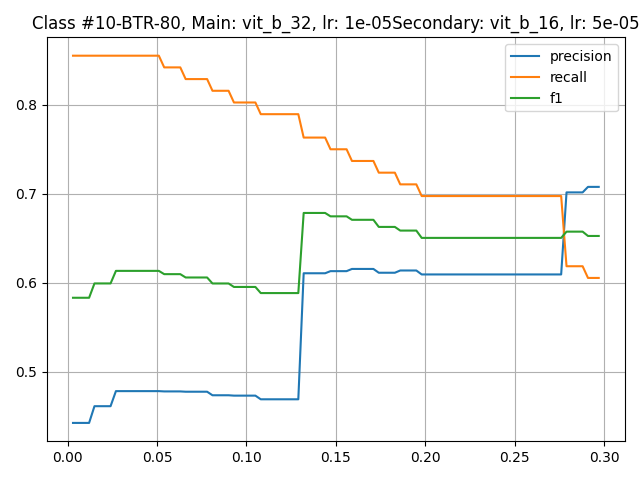 Class #10-BTR-80, Main: vit_b_32, lr: 1e-05Secondary: vit_b_16, lr: 5e-05
precision
recall
f1
0.8
0.7
0.6
0.5
0.00 0.05 0.10 0.15 0.20 0.25 0.30